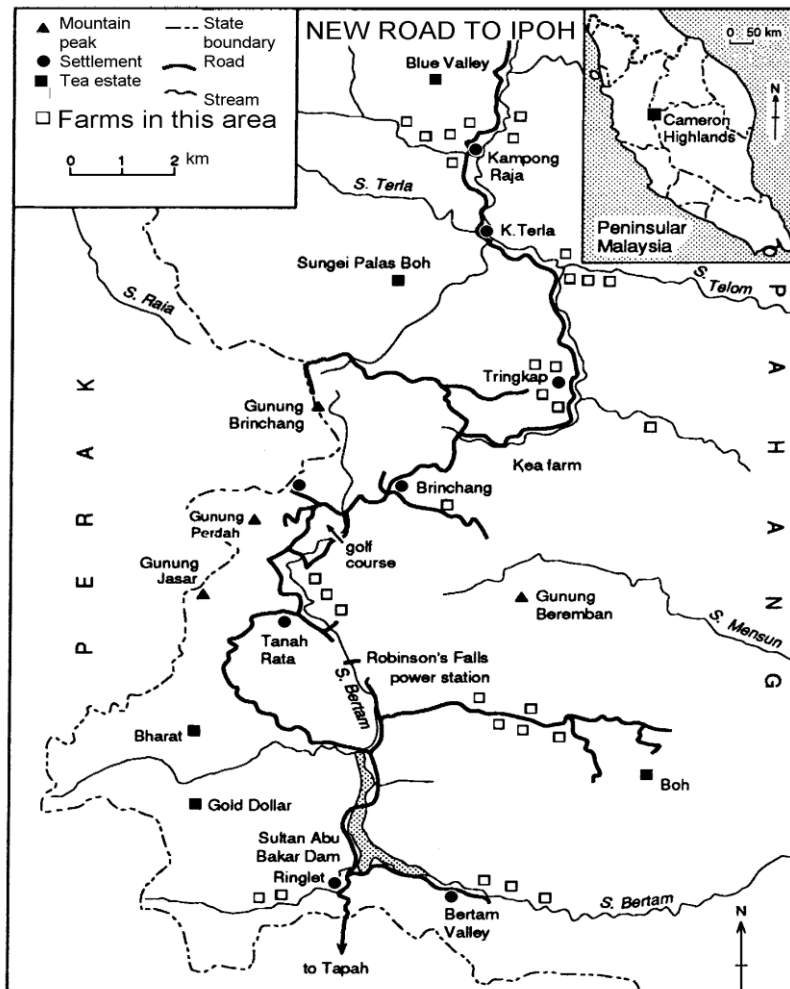 Mountain
peak
Settlement
Tea estate
State
boundary
Road
Stream
Farms in this area
0 1 2 km
NEW ROAD TO IPOH
0 50 km
N
Cameron
Highlands
Peninsular
Malaysia
Blue Valley
Kampong
Raja
S. Terla
K. Terla
Sungei Palas Boh
S. Telom
S. Raia
Tringkap
Gunung
Brinchang
Kea farm
Brinchang
Gunung
Perdah
golf
course
Gunung
Jasar
Gunung
Beremban
S. Mensun
Tanah
Rata
Robinson's Falls
power station
S. Bertam
Bharat
Boh
Gold Dollar
Sultan Abu
Bakar Dam
Ringlet
Bertam
Valley
S. Bertam
to Tapah
N
PERAK
PAHANG